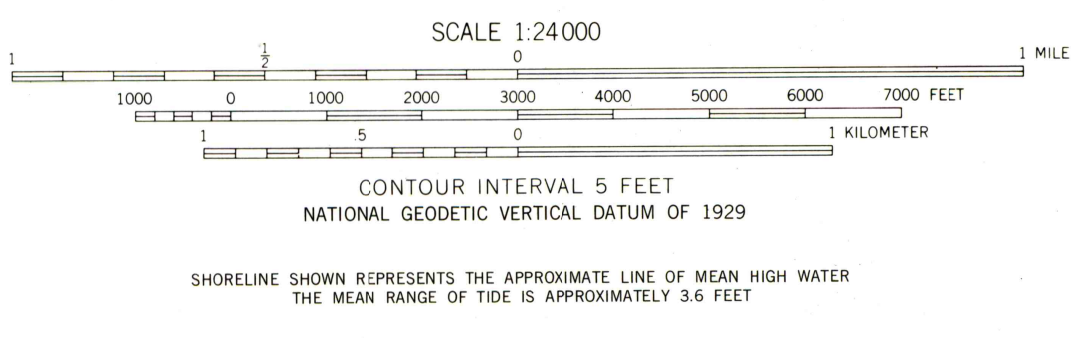 SCALE 1:24000
1 1/2 0 1 MILE
1000 0 1000 2000 3000 4000 5000 6000 7000 FEET
1 .5 0 1 KILOMETER
CONTOUR INTERVAL 5 FEET
NATIONAL GEODETIC VERTICAL DATUM OF 1929
SHORELINE SHOWN REPRESENTS THE APPROXIMATE LINE OF MEAN HIGH WATER
THE MEAN RANGE OF TIDE IS APPROXIMATELY 3.6 FEET